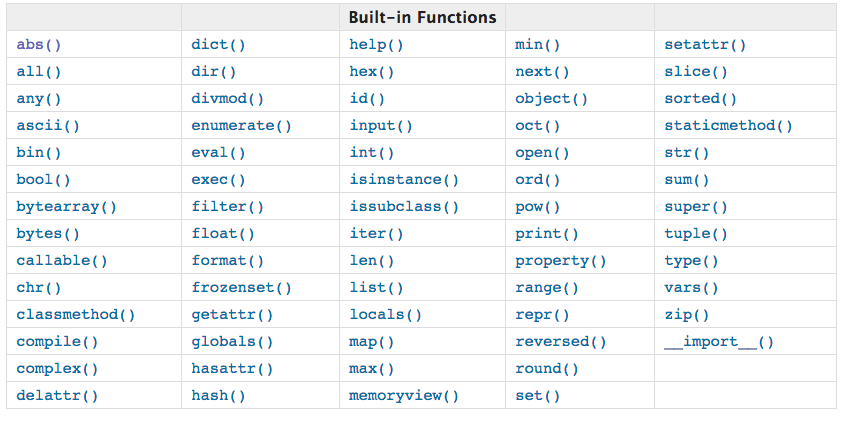 Built-in Functions
abs() dict() help() min() setattr()
all() dir() hex() next() slice()
any() divmod() id() object() sorted()
ascii() enumerate() input() oct() staticmethod()
bin() eval() int() open() str()
bool() exec() isinstance() ord() sum()
bytearray() filter() issubclass() pow() super()
bytes() float() iter() print() tuple()
callable() format() len() property() type()
chr() frozenset() list() range() vars()
classmethod() getattr() locals() repr() zip()
compile() globals() map() reversed() __import__()
complex() hasattr() max() round()
delattr() hash() memoryview() set()